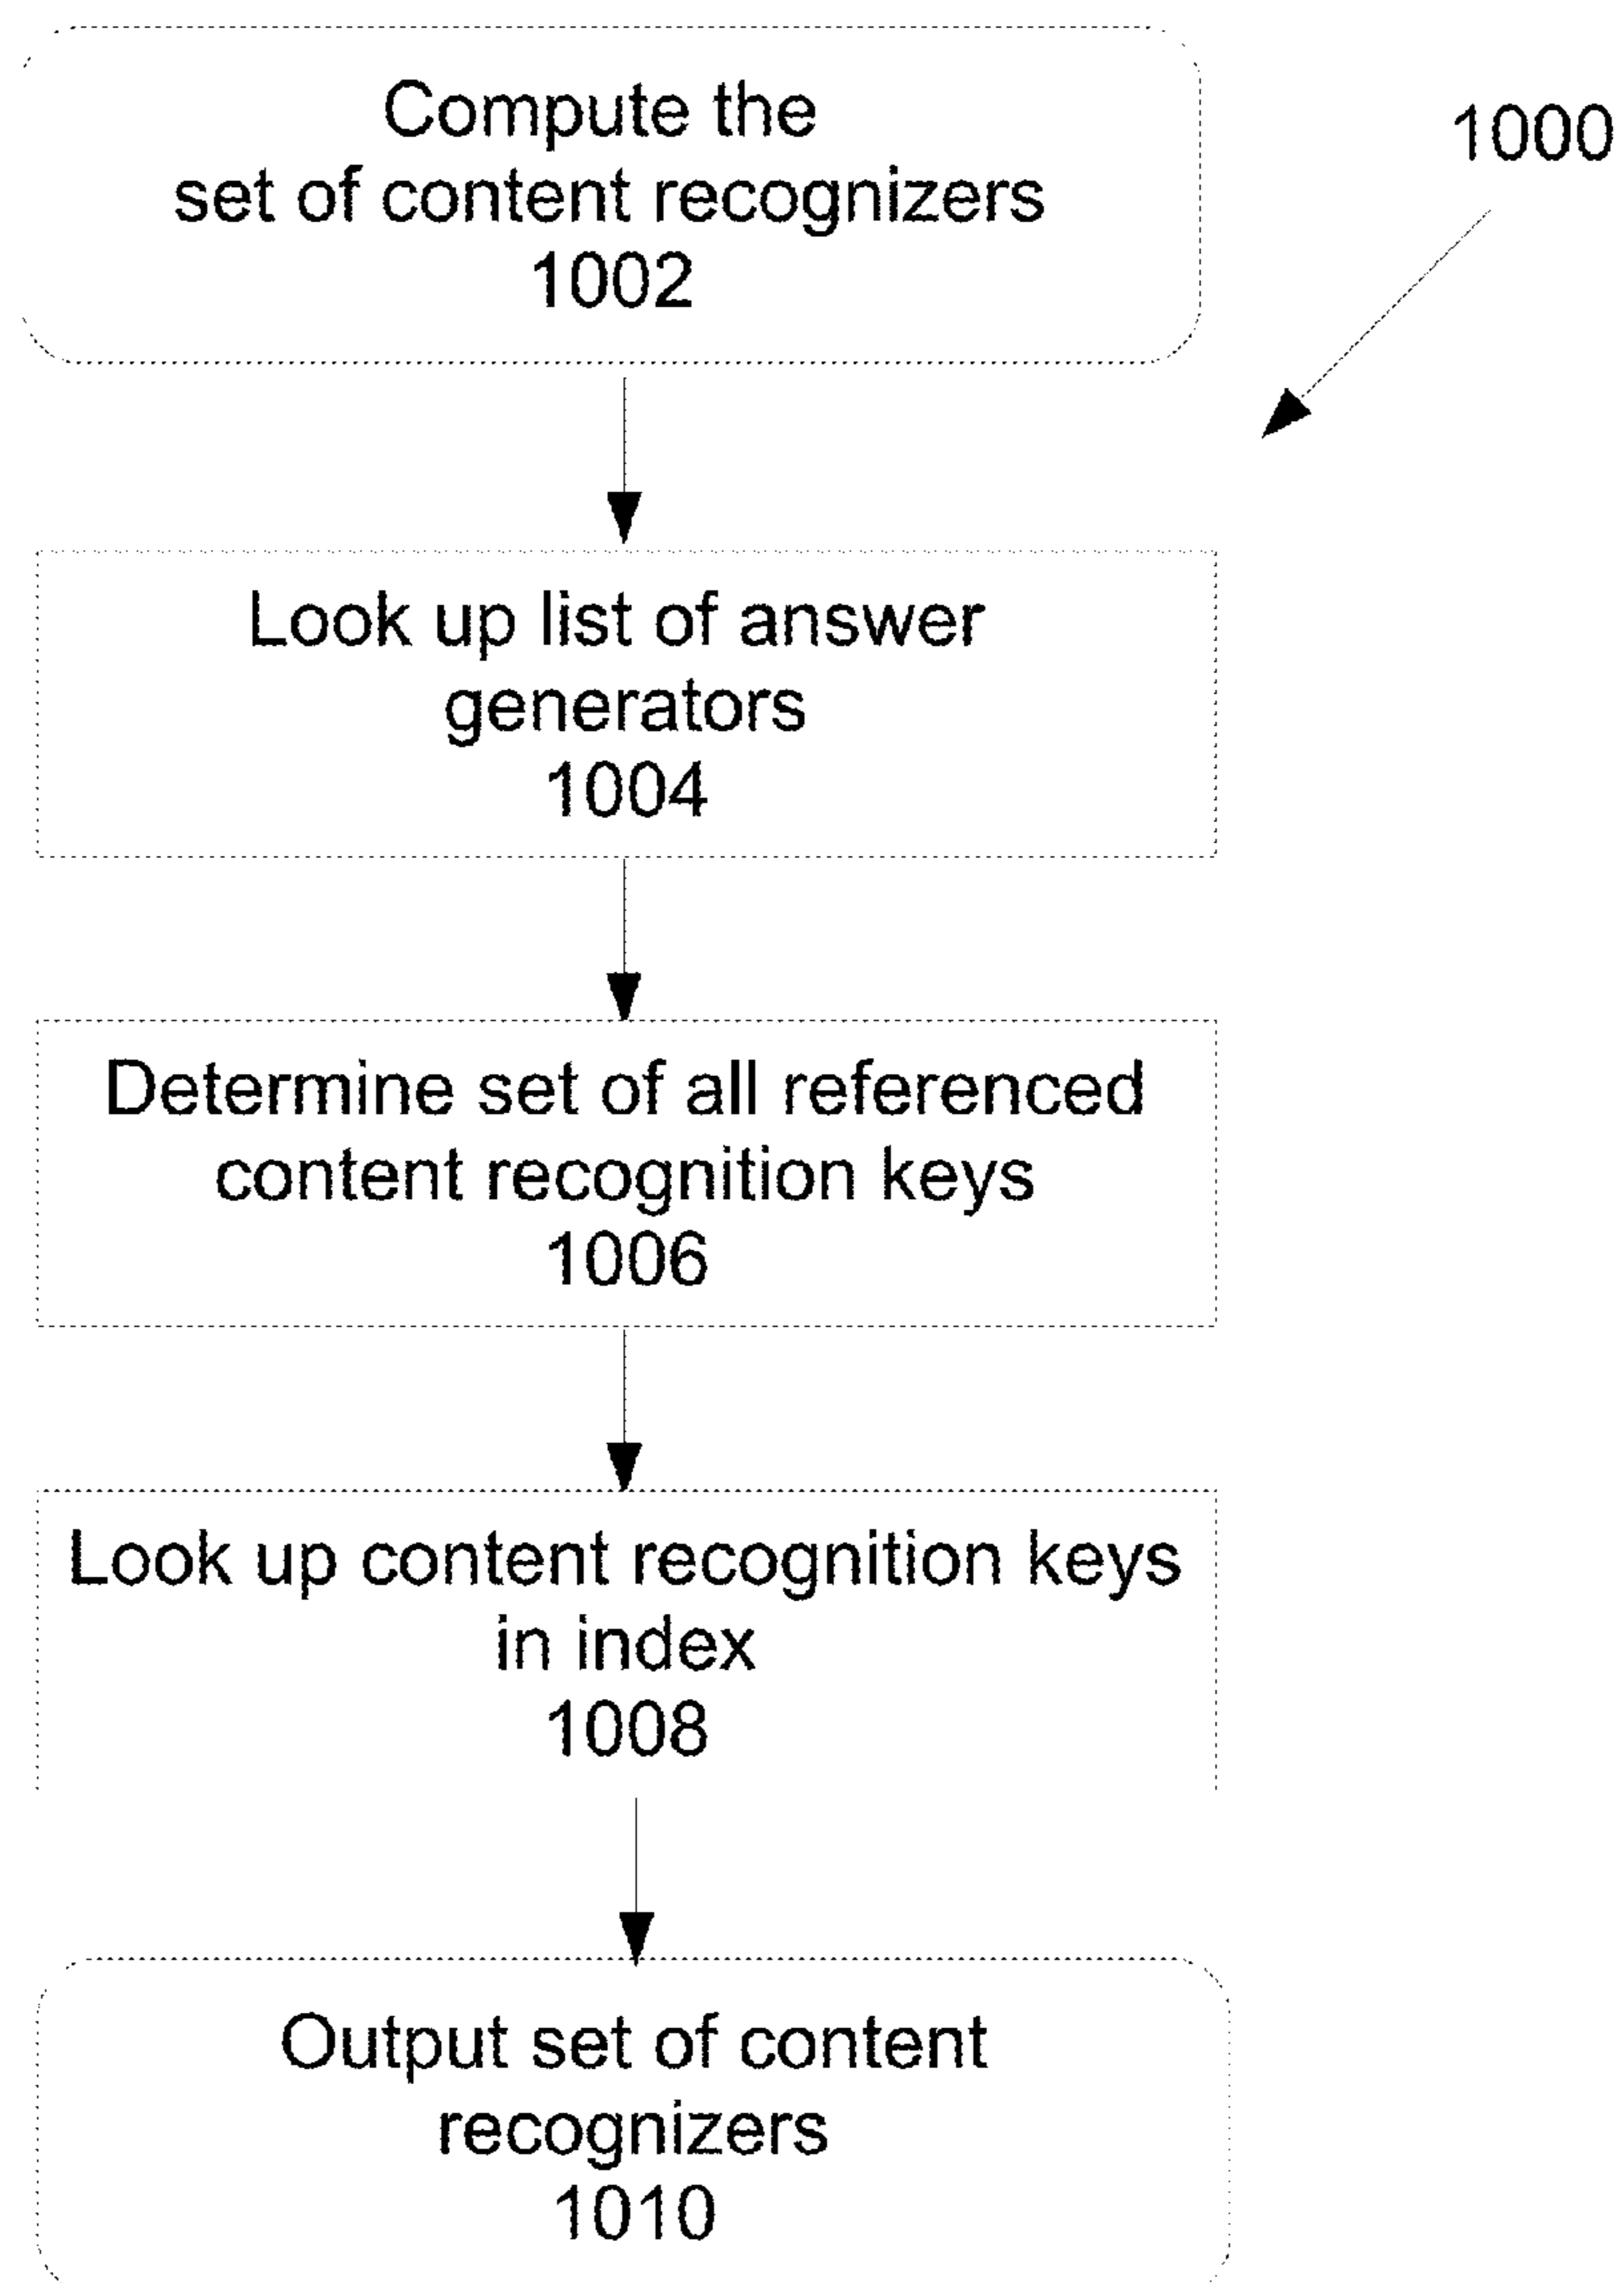 Compute the
set of content recognizers
1002
1000
Look up list of answer
generators
1004
Determine set of all referenced
content recognition keys
1006
Look up content recognition keys
in index
1008
Output set of content
recognizers
1010